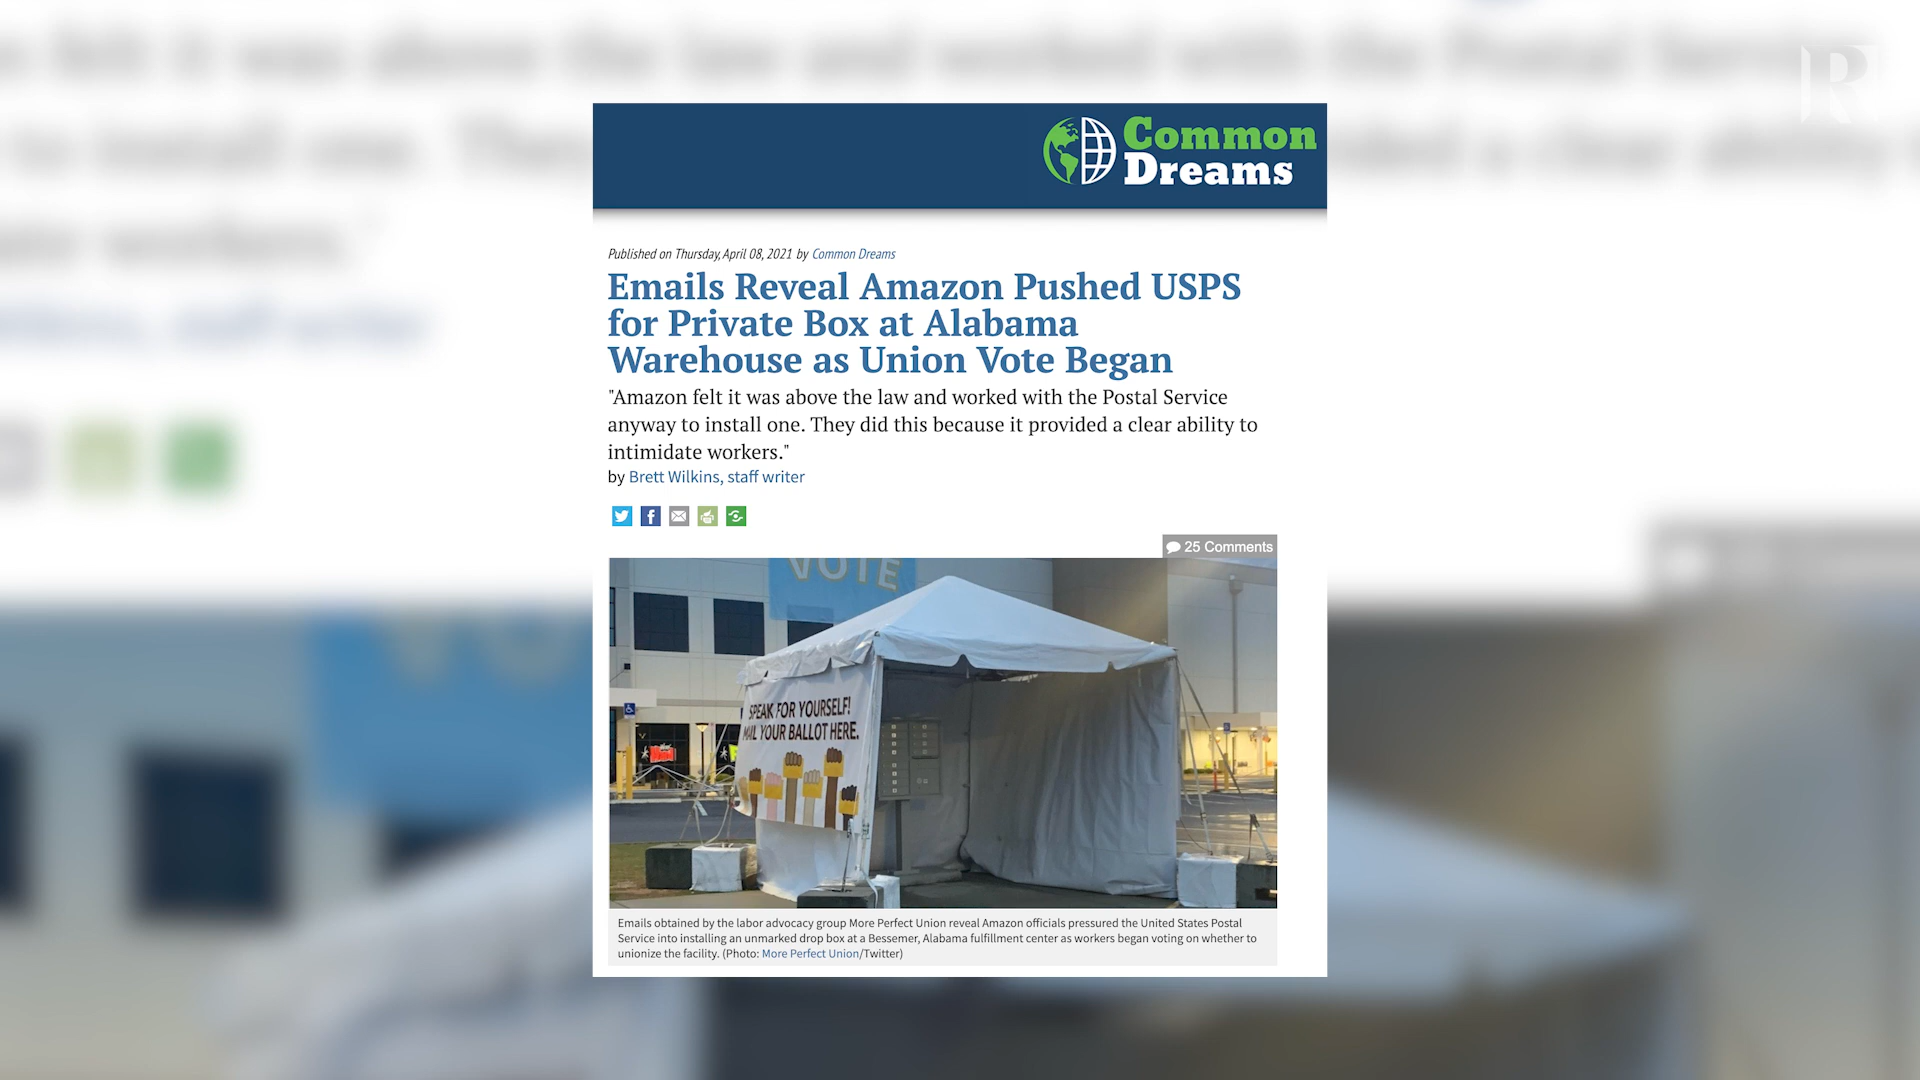 Common
Dreams
Published on Thursday, April 08, 2021 by Common Dreams
Emails Reveal Amazon Pushed USPS
for Private Box at Alabama
Warehouse as Union Vote Began
"Amazon felt it was above the law and worked with the Postal Service
anyway to install one. They did this because it provided a clear ability to
intimidate workers."
by Brett Wilkins, staff writer
25 Comments
VOTE
SPEAK FOR YOURSELF!
MAIL YOUR BALLOT HERE.
Emails obtained by the labor advocacy group More Perfect Union reveal Amazon officials pressured the United States Postal
Service into installing an unmarked drop box at a Bessemer, Alabama fulfillment center as workers began voting on whether to
unionize the facility. (Photo: More Perfect Union/Twitter)
R